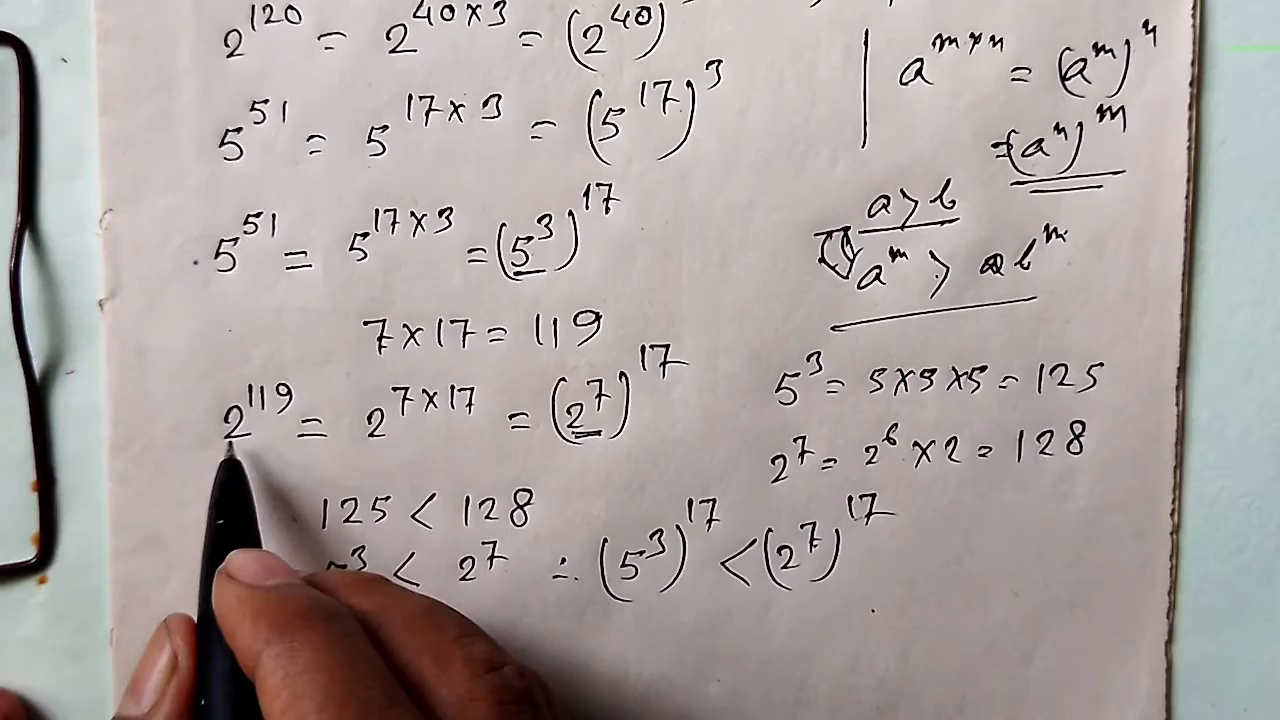 2^120 = 2^40×3 = (2^40)
5^51 = 5^17×3 = (5^17)^3
5^51 = 5^17×3 = (5^3)^17
7×17 = 119
2^119 = 2^7×17 = (2^7)^17
125 < 128
^3 < 2^7 ∴ (5^3)^17 < (2^7)^17
a^m×n = (a^m)^n
= (a^n)^m
a > b
a^m > b^m
5^3 = 5×5×5 = 125
2^7 = 2^6 × 2 = 128